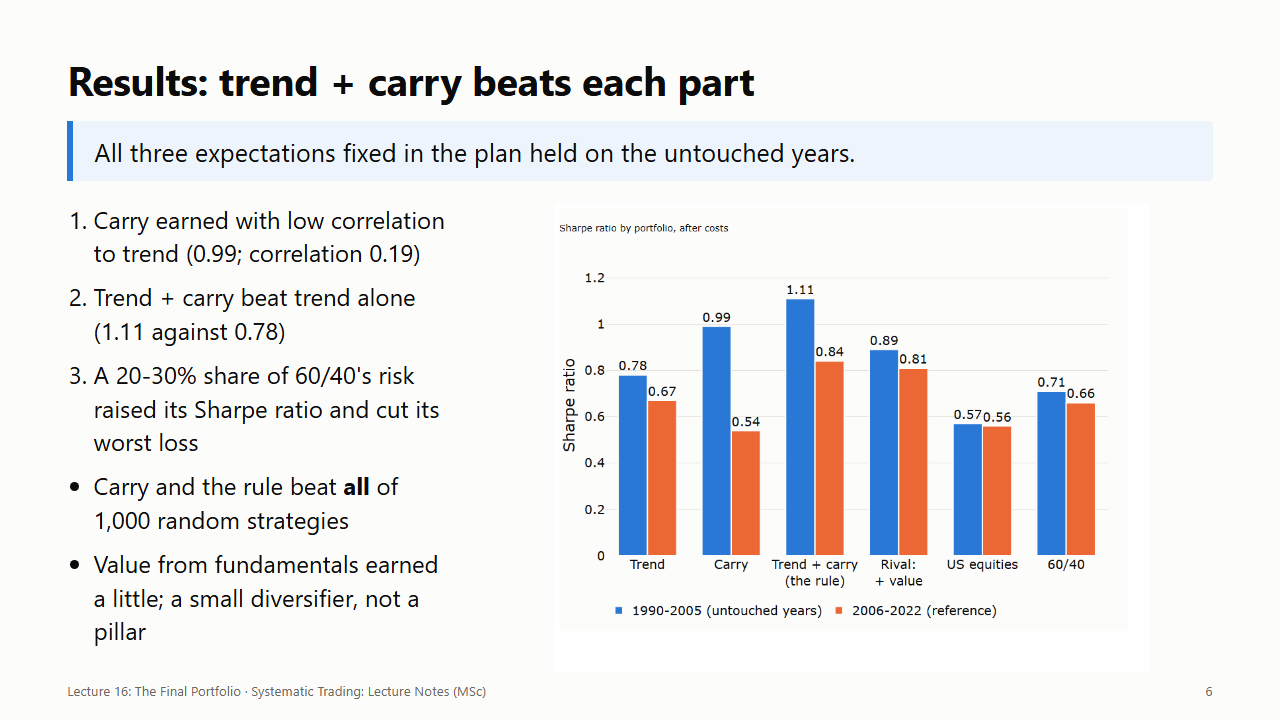 Results: trend + carry beats each part
All three expectations fixed in the plan held on the untouched years.
1. Carry earned with low correlation
to trend (0.99; correlation 0.19)
2. Trend + carry beat trend alone
(1.11 against 0.78)
3. A 20-30% share of 60/40's risk
raised its Sharpe ratio and cut its
worst loss
• Carry and the rule beat all of
1,000 random strategies
• Value from fundamentals earned
a little; a small diversifier, not a
pillar
Sharpe ratio by portfolio, after costs
Sharpe ratio
1.2
1
0.8
0.6
0.4
0.2
0
0.78
0.67
0.99
0.54
1.11
0.84
0.89
0.81
0.57
0.56
0.71
0.66
Trend
Carry
Trend + carry
(the rule)
Rival:
+ value
US equities
60/40
1990-2005 (untouched years)
2006-2022 (reference)
Lecture 16: The Final Portfolio · Systematic Trading: Lecture Notes (MSc)
6